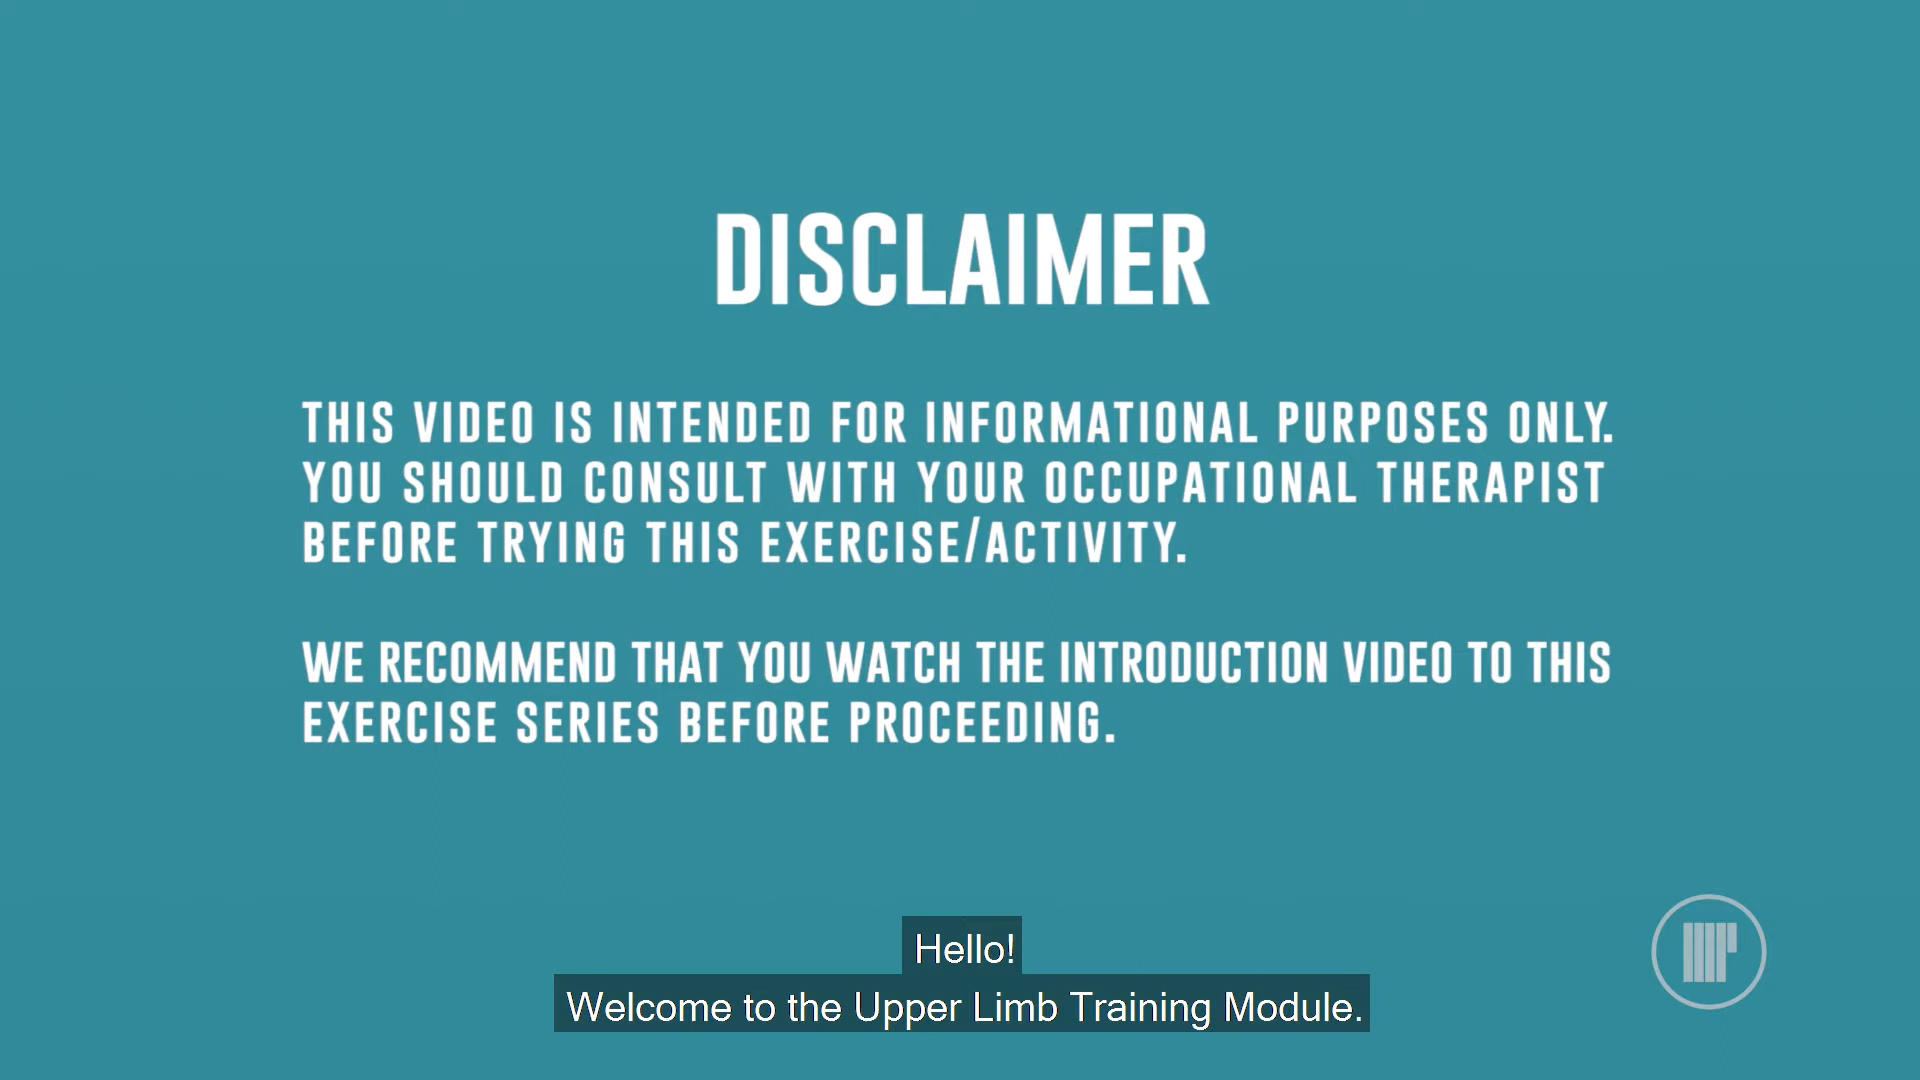 DISCLAIMER
THIS VIDEO IS INTENDED FOR INFORMATIONAL PURPOSES ONLY.
YOU SHOULD CONSULT WITH YOUR OCCUPATIONAL THERAPIST
BEFORE TRYING THIS EXERCISE/ACTIVITY.
WE RECOMMEND THAT YOU WATCH THE INTRODUCTION VIDEO TO THIS
EXERCISE SERIES BEFORE PROCEEDING.
Hello!
Welcome to the Upper Limb Training Module.